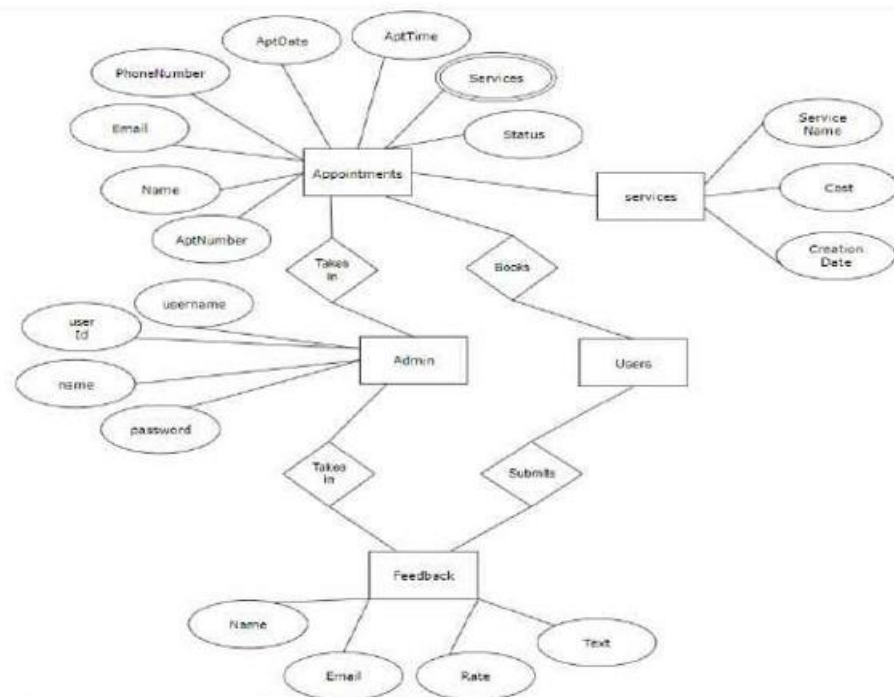 AptDate
AptTime
PhoneNumber
Services
Email
Status
Service
Name
Appointments
Name
services
Cost
AptNumber
Creation
Date
Takes
in
Books
username
user
Id
Admin
Users
name
password
Takes
in
Submits
Feedback
Name
Text
Email
Rate